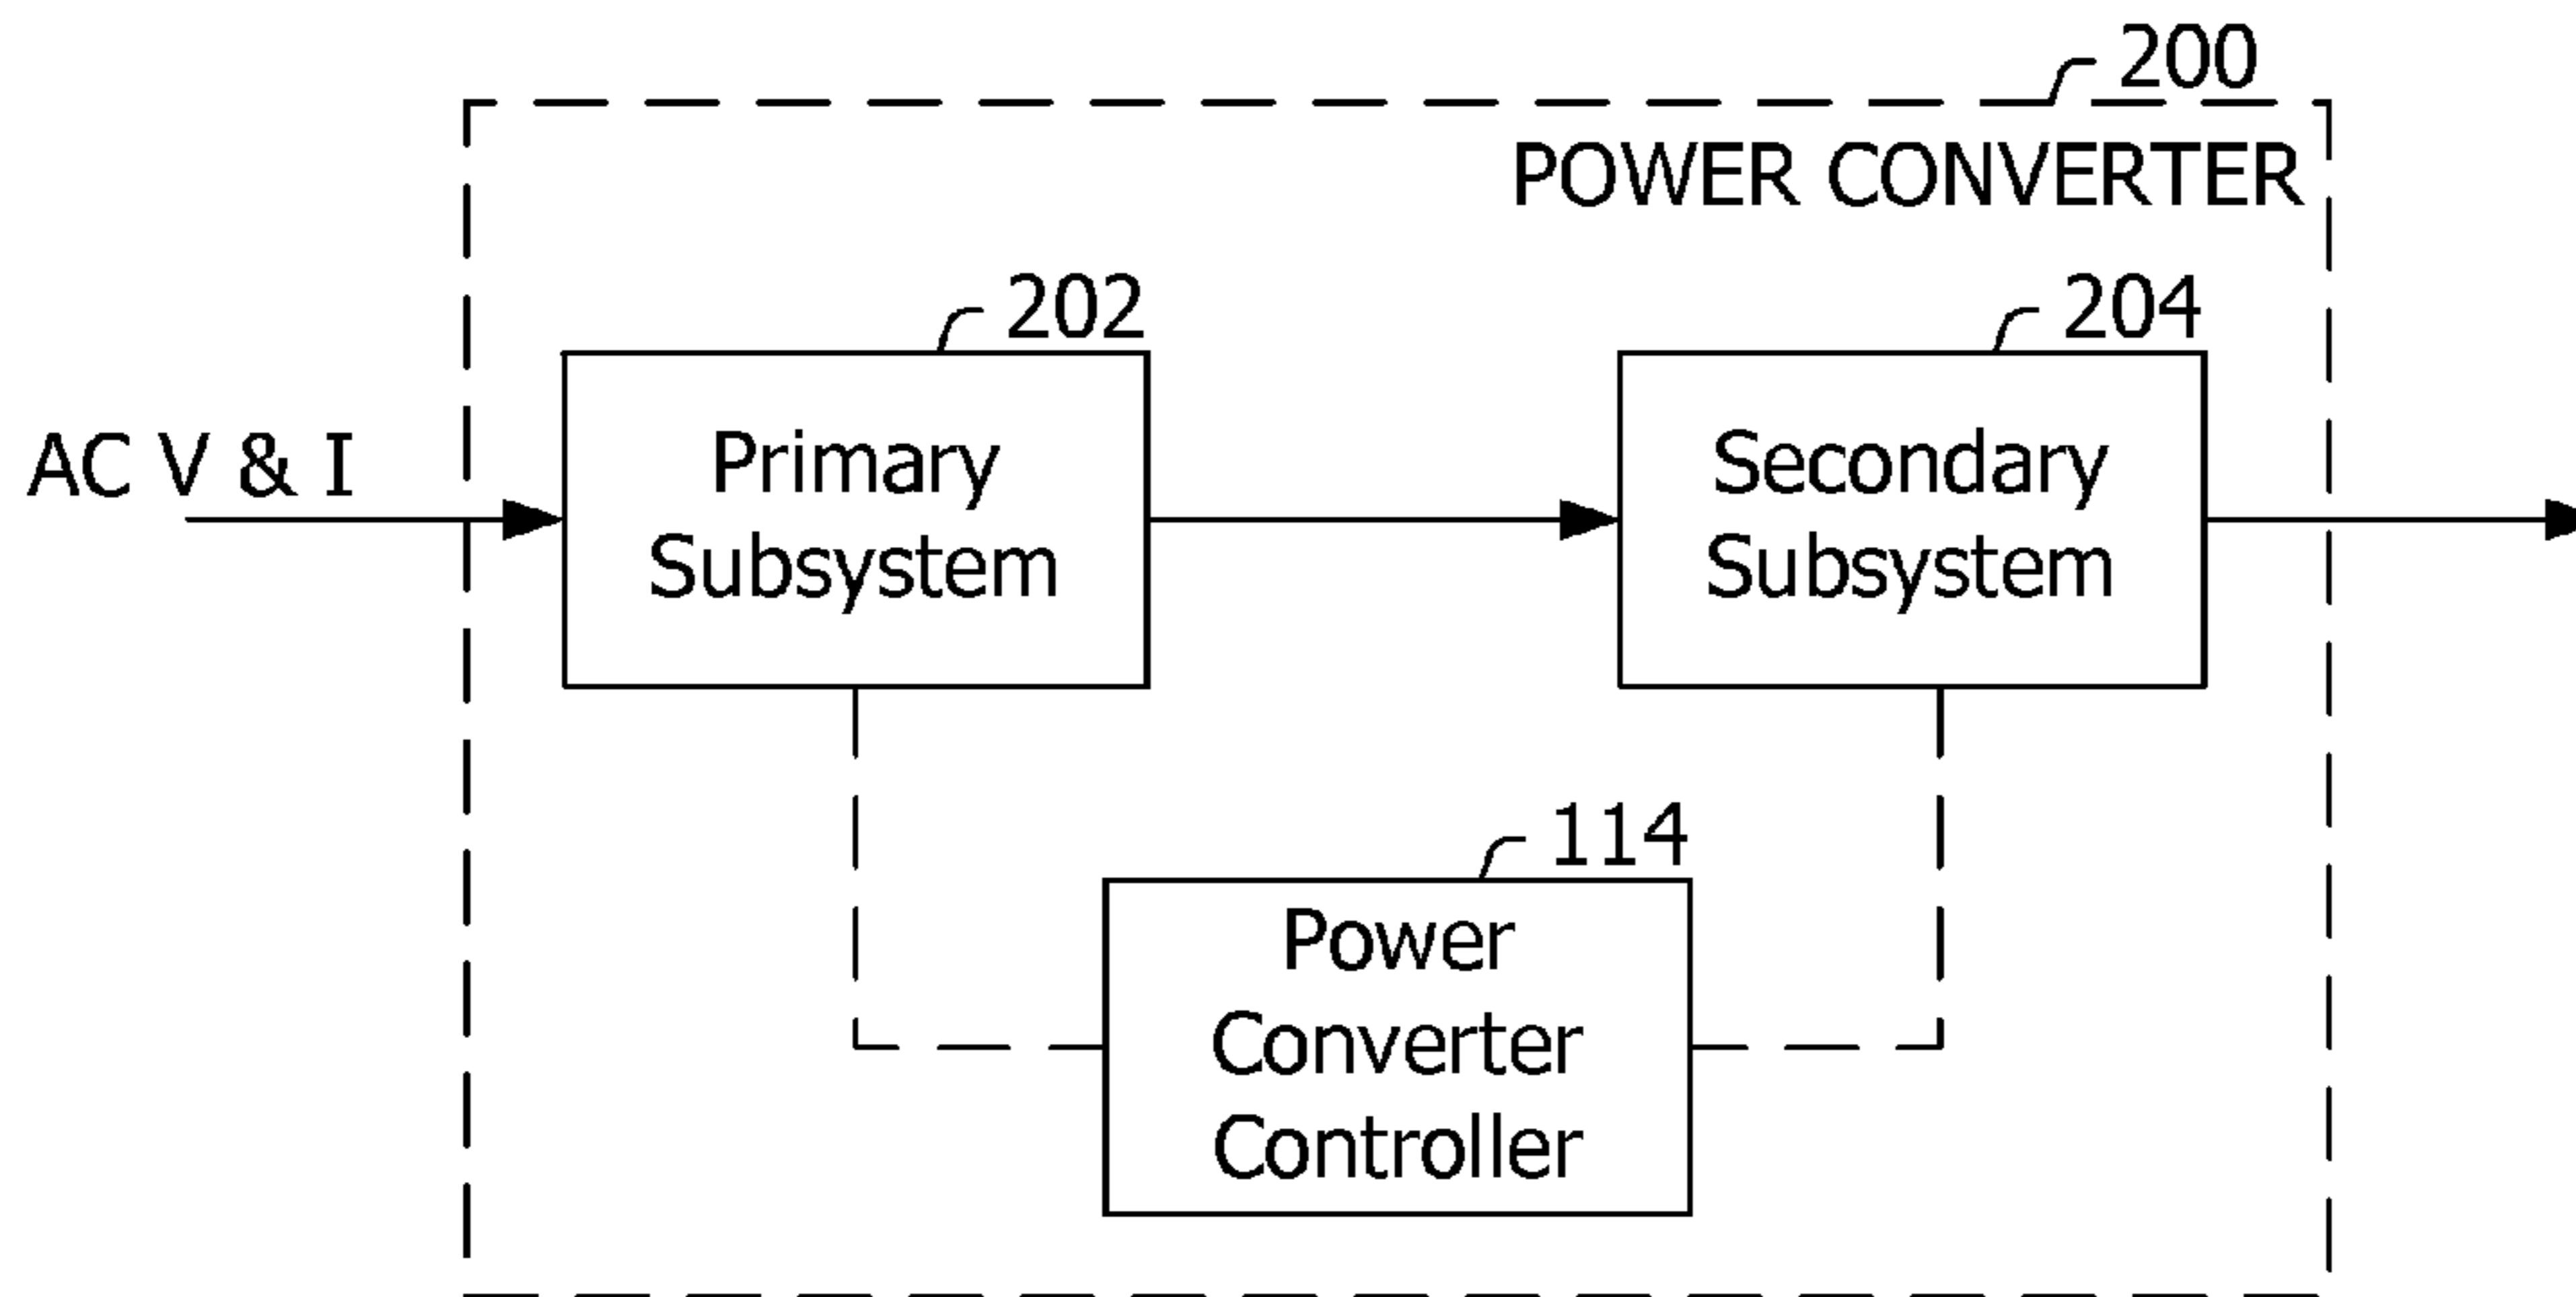 200
POWER CONVERTER
202
204
AC V & I
Primary
Subsystem
Secondary
Subsystem
114
Power
Converter
Controller